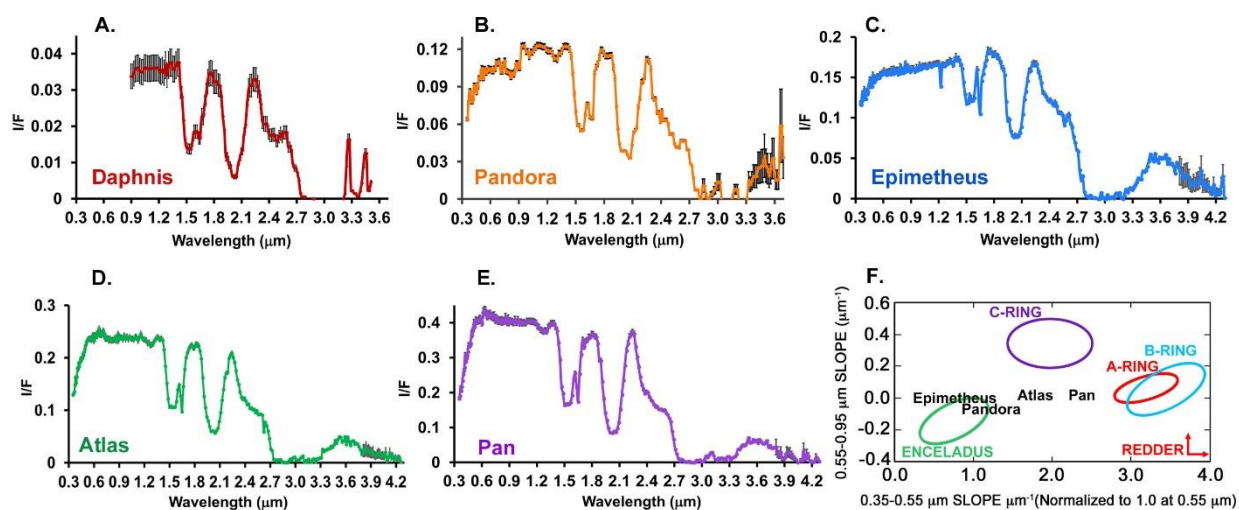 A.
I/F
0.04
0.03
0.02
0.01
0
Daphnis
0.3 0.6 0.9 1.2 1.5 1.8 2.1 2.4 2.7 3.0 3.3 3.6
Wavelength (μm)
B.
I/F
0.12
0.09
0.06
0.03
0
Pandora
0.3 0.6 0.9 1.2 1.5 1.8 2.1 2.4 2.7 3.0 3.3 3.6
Wavelength (μm)
C.
I/F
0.2
0.15
0.1
0.05
0
Epimetheus
0.3 0.6 0.9 1.2 1.5 1.8 2.1 2.4 2.7 3.0 3.3 3.6 3.9 4.2
Wavelength (μm)
D.
I/F
0.3
0.2
0.1
0
Atlas
0.3 0.6 0.9 1.2 1.5 1.8 2.1 2.4 2.7 3.0 3.3 3.6 3.9 4.2
Wavelength (μm)
E.
I/F
0.4
0.3
0.2
0.1
0
Pan
0.3 0.6 0.9 1.2 1.5 1.8 2.1 2.4 2.7 3.0 3.3 3.6 3.9 4.2
Wavelength (μm)
F.
0.55-0.95 μm SLOPE (μm⁻¹)
0.6
0.4
0.2
0.0
-0.2
-0.4
C-RING
B-RING
A-RING
Epimetheus
Pandora
Atlas
Pan
ENCELADUS
REDDER
0.0 1.0 2.0 3.0 4.0
0.35-0.55 μm SLOPE μm⁻¹(Normalized to 1.0 at 0.55 μm)